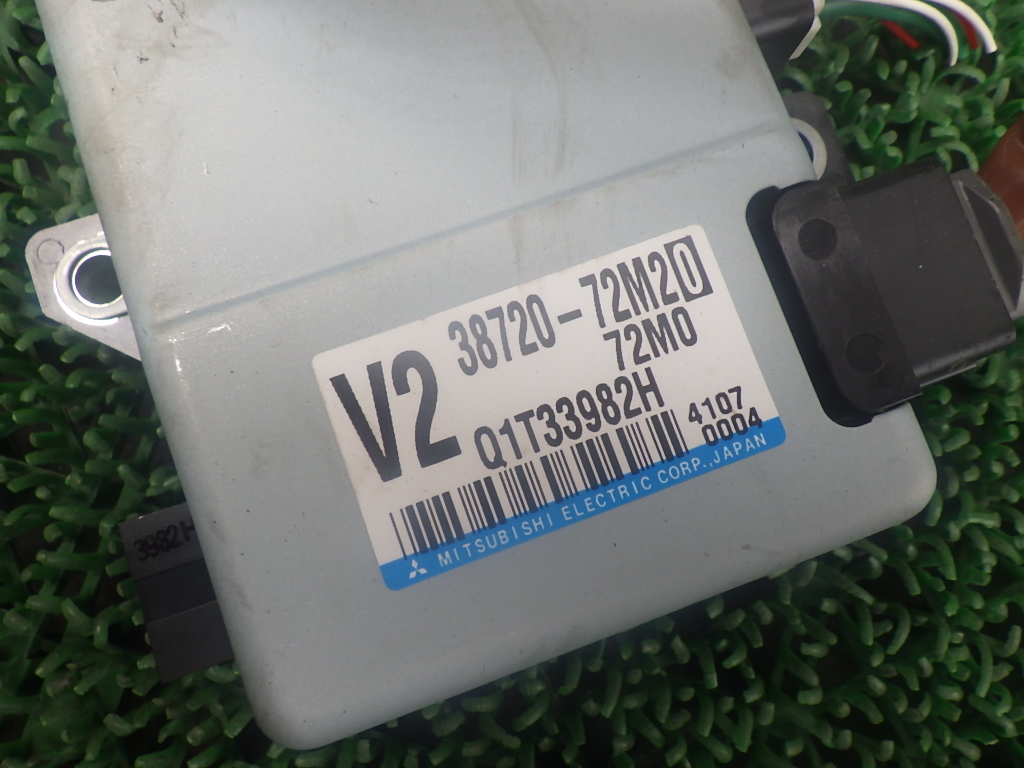 V2
38720-72M20
72M0
Q1T33982H
4107
0004
MITSUBISHI ELECTRIC CORP.,JAPAN
3982H